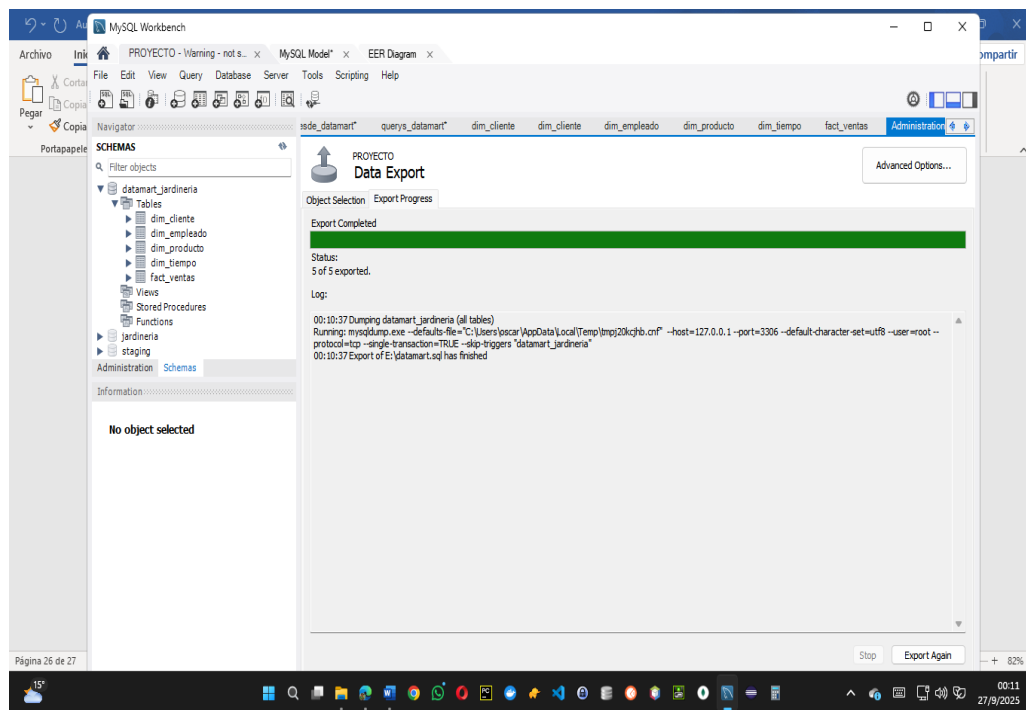 Au
MySQL Workbench
Archivo
Inic
PROYECTO - Warning - not s...
MySQL Model*
EER Diagram
ompartir
File Edit View Query Database Server Tools Scripting Help
Cortar
Copia
Pegar
Copia
Portapapele
Navigator
esde_datamart*
querys_datamart*
dim_cliente
dim_cliente
dim_empleado
dim_producto
dim_tiempo
fact_ventas
Administration
SCHEMAS
Filter objects
datamart_jardineria
Tables
dim_cliente
dim_empleado
dim_producto
dim_tiempo
fact_ventas
Views
Stored Procedures
Functions
jardineria
staging
Administration Schemas
Information
No object selected
PROYECTO
Data Export
Advanced Options...
Object Selection Export Progress
Export Completed
Status:
5 of 5 exported.
Log:
00:10:37 Dumping datamart_jardineria (all tables)
Running: mysqldump.exe --defaults-file="C:\Users\oscar\AppData\Local\Temp\tmpj20kcjhb.cnf" --host=127.0.0.1 --port=3306 --default-character-set=utf8 --user=root --
protocol=tcp --single-transaction=TRUE --skip-triggers "datamart_jardineria"
00:10:37 Export of E:\datamart.sql has finished
Stop
Export Again
Página 26 de 27
82%
15°
00:11
27/9/2025